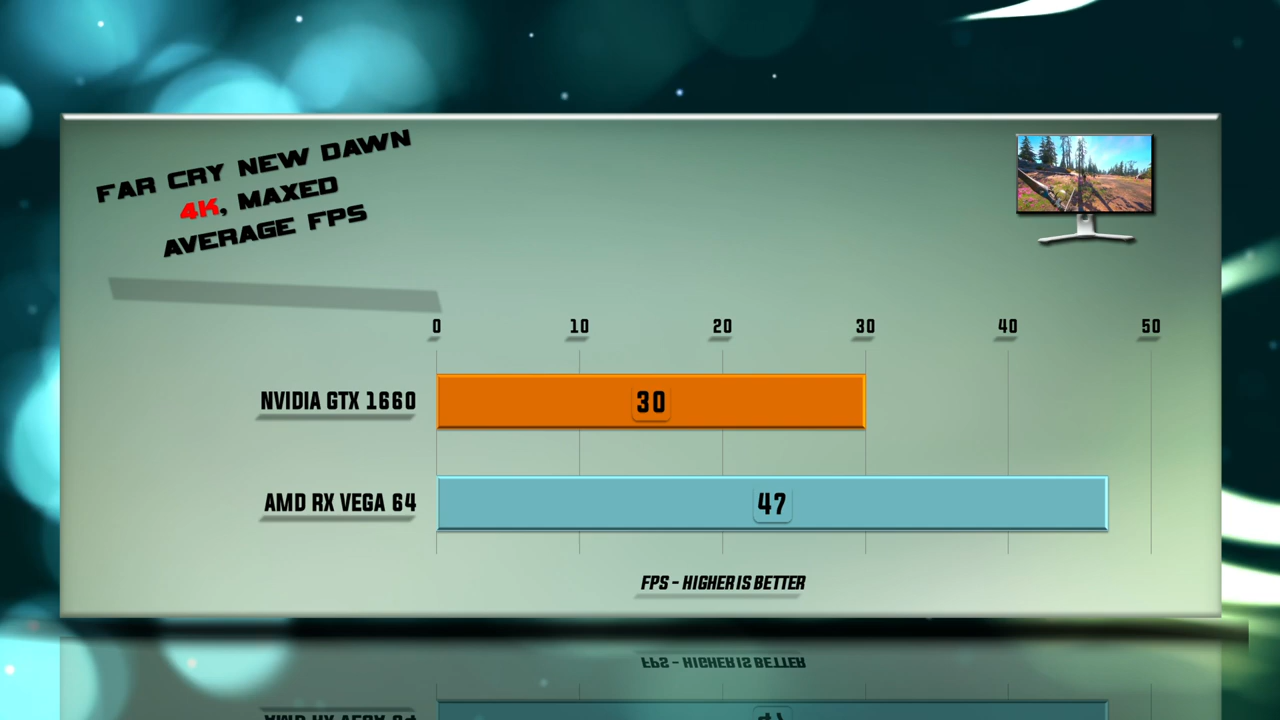 FAR CRY NEW DAWN
4K, MAXED
AVERAGE FPS
0 10 20 30 40 50
NVIDIA GTX 1660 30
AMD RX VEGA 64 47
FPS - HIGHER IS BETTER